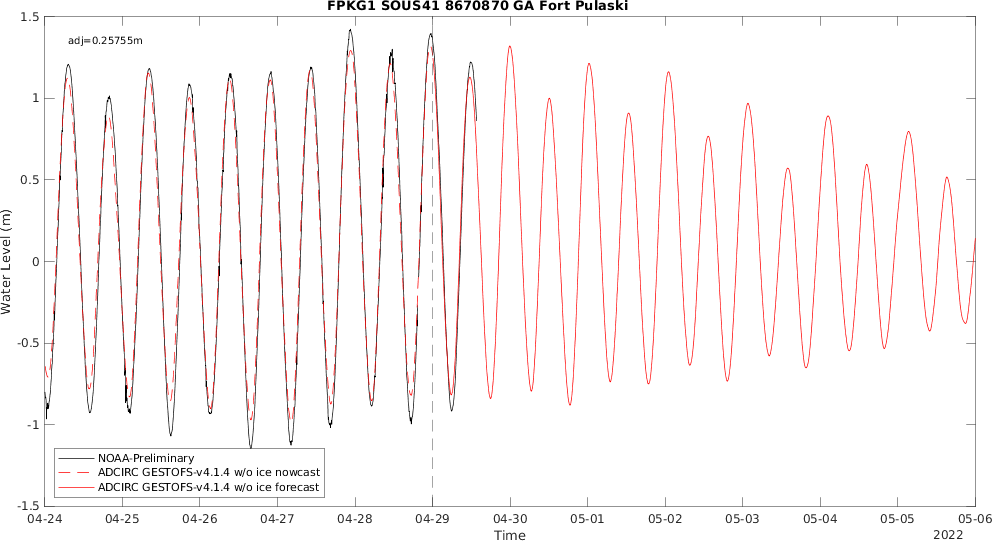 FPKG1 SOUS41 8670870 GA Fort Pulaski
adj=0.25755m
Water Level (m)
1.5
1
0.5
0
-0.5
-1
-1.5
NOAA-Preliminary
ADCIRC GESTOFS-v4.1.4 w/o ice nowcast
ADCIRC GESTOFS-v4.1.4 w/o ice forecast
04-24 04-25 04-26 04-27 04-28 04-29 04-30 05-01 05-02 05-03 05-04 05-05 05-06
Time
2022